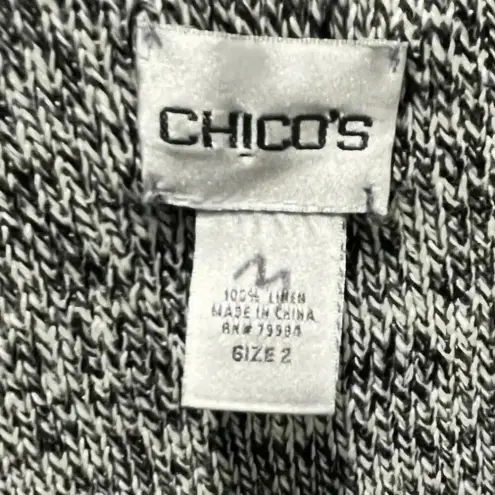 CHICO'S
100% LINEN
MADE IN CHINA
RN# 79984
SIZE 2